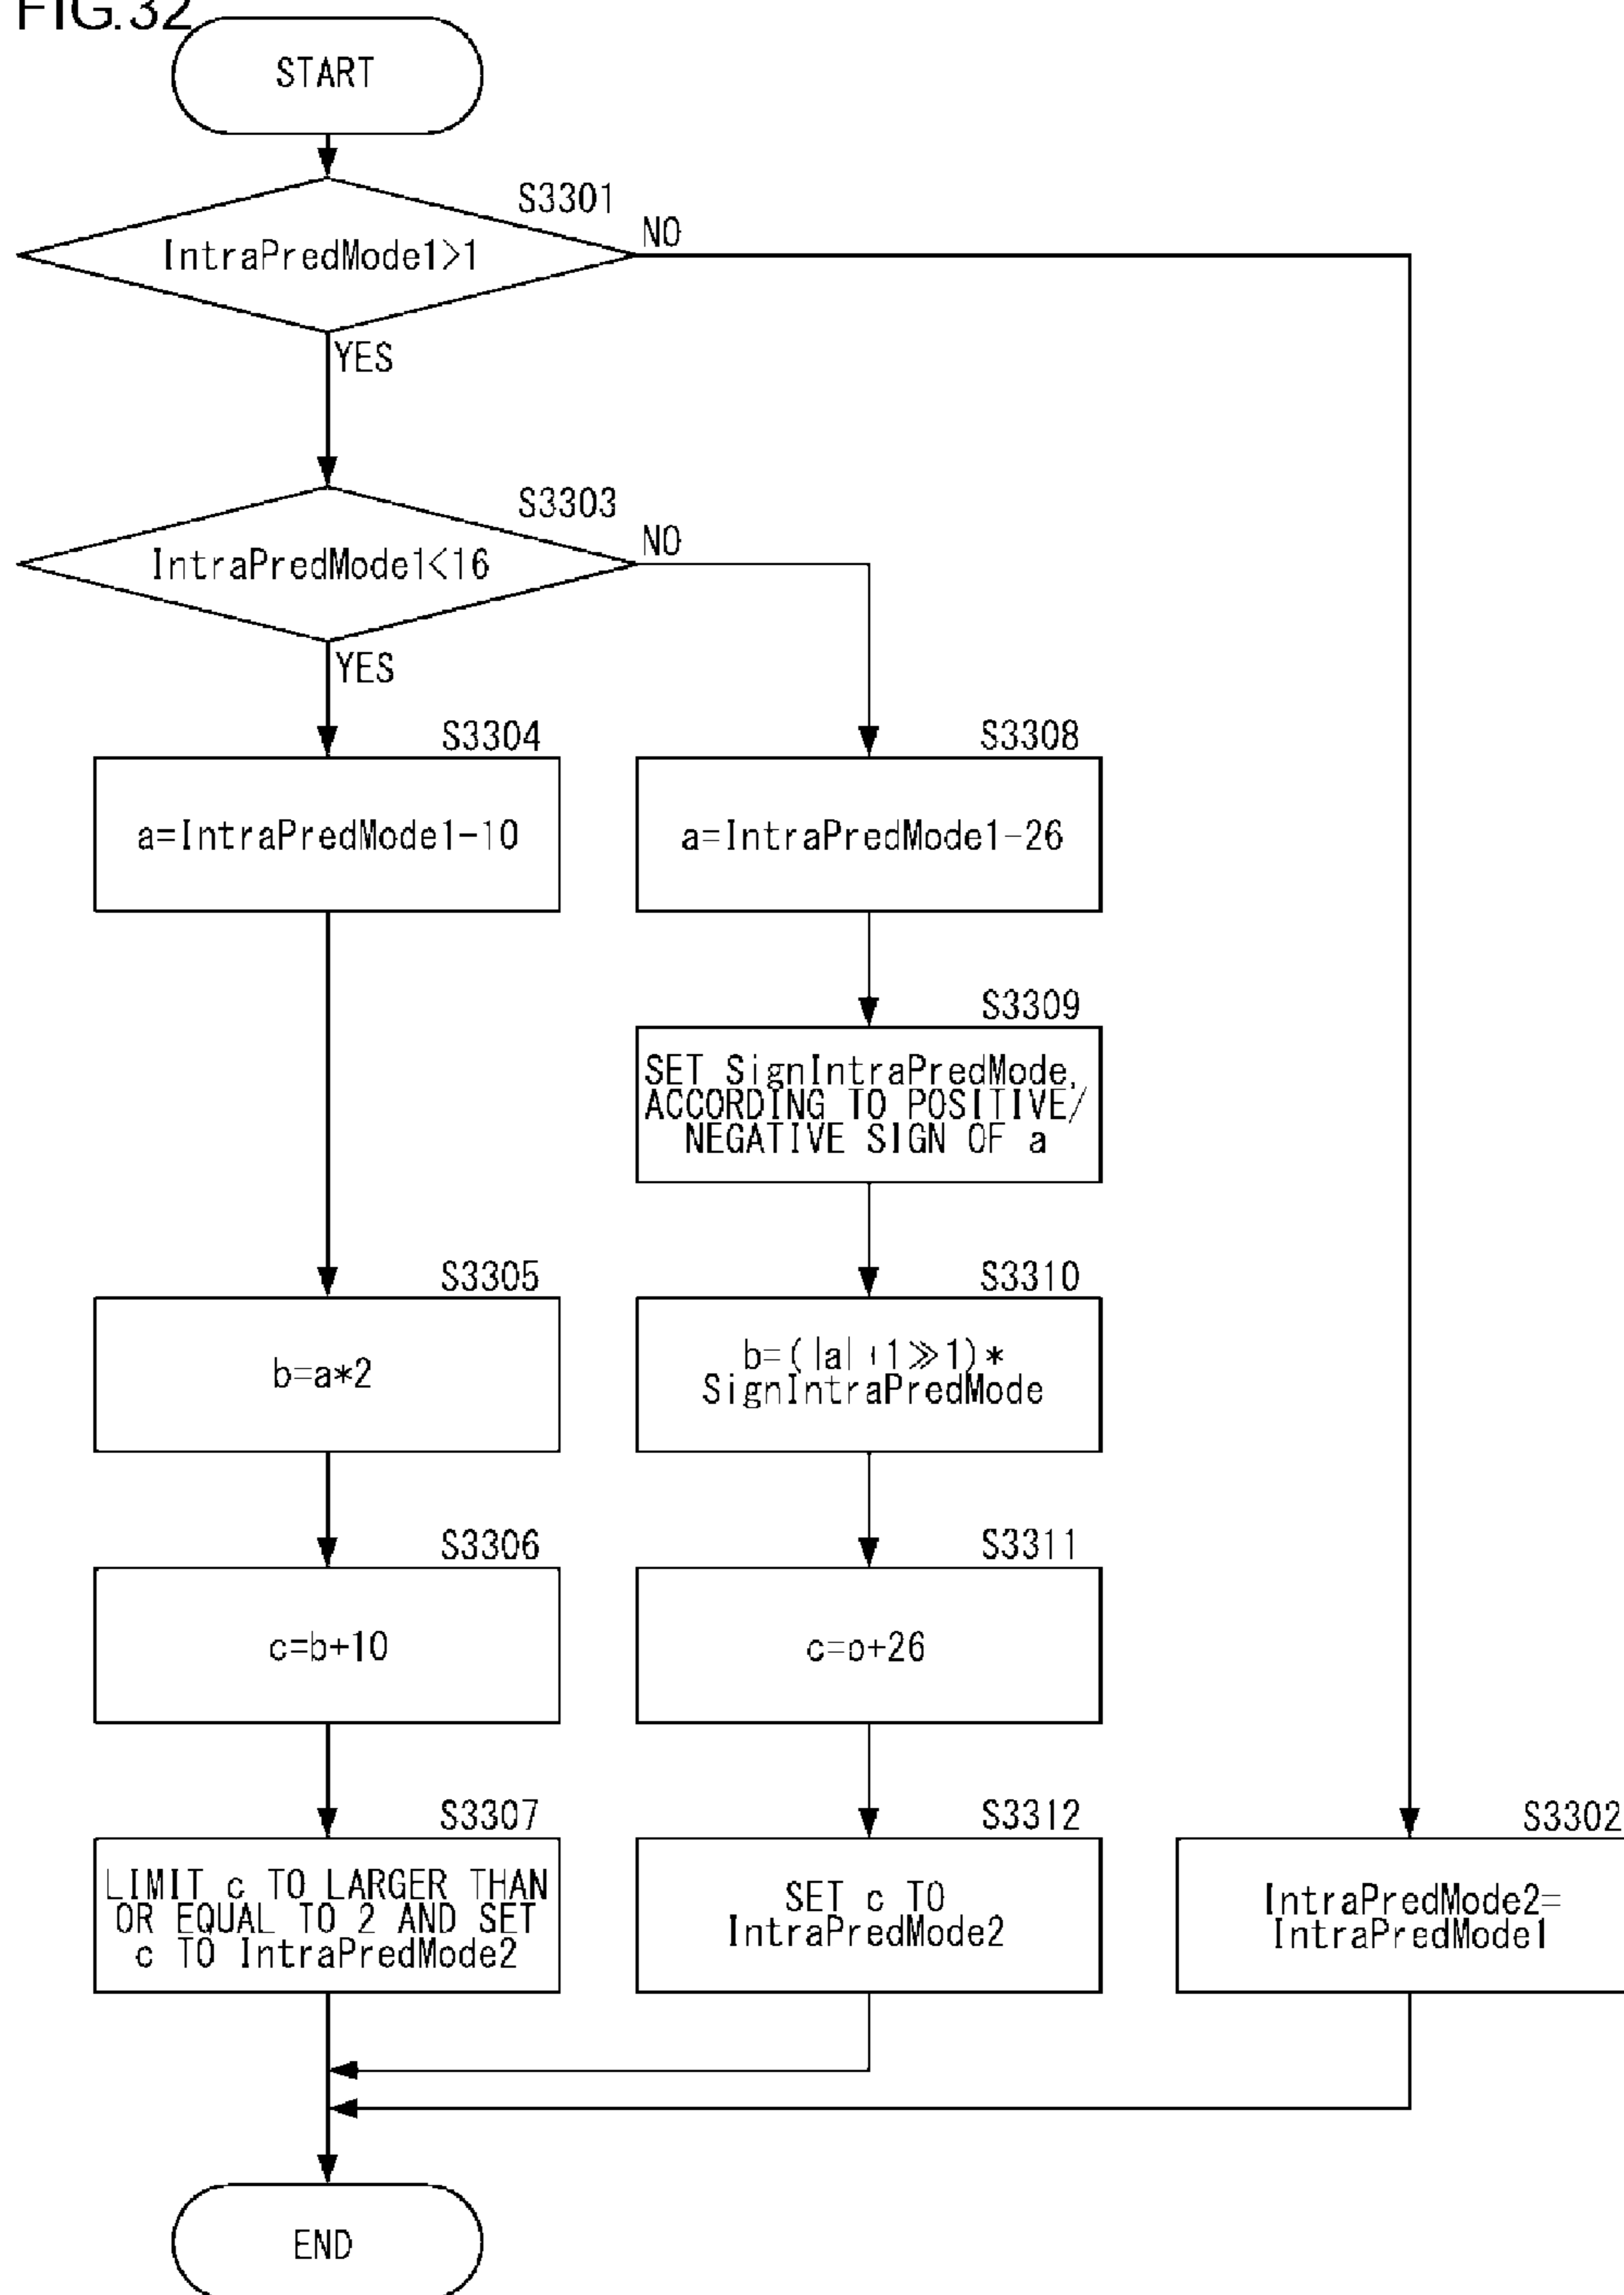 FIG.32
START
S3301
IntraPredMode1>1
NO
YES
S3303
IntraPredMode1<16
NO
YES
S3304
a=IntraPredMode1-10
S3308
a=IntraPredMode1-26
S3309
SET SignIntraPredMode,
ACCORDING TO POSITIVE/
NEGATIVE SIGN OF a
S3305
b=a*2
S3310
b=(|a|+1≫1)*
SignIntraPredMode
S3306
c=b+10
S3311
c=b+26
S3307
LIMIT c TO LARGER THAN
OR EQUAL TO 2 AND SET
c TO IntraPredMode2
S3312
SET c TO
IntraPredMode2
S3302
IntraPredMode2=
IntraPredMode1
END